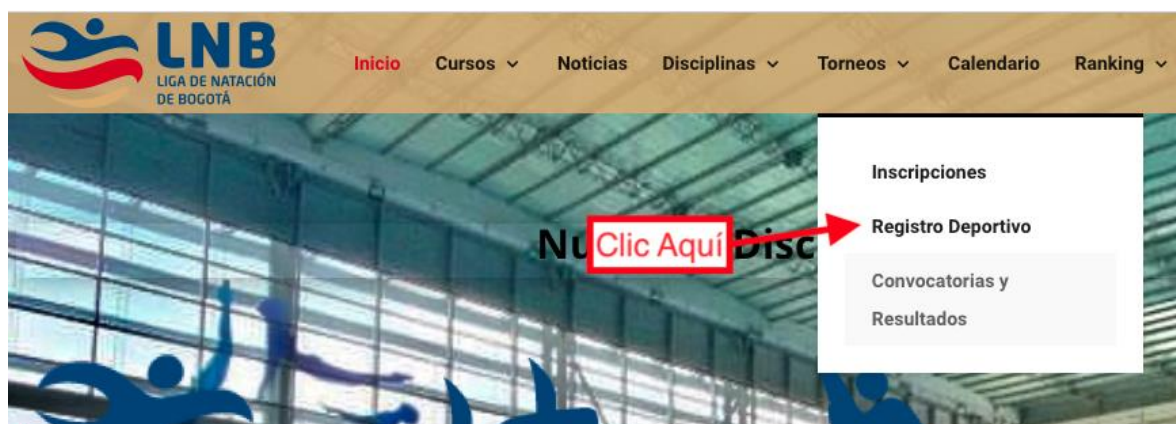 LNB
LIGA DE NATACIÓN
DE BOGOTÁ
Inicio Cursos Noticias Disciplinas Torneos Calendario Ranking
Inscripciones
Registro Deportivo
Clic Aquí
Convocatorias y
Resultados